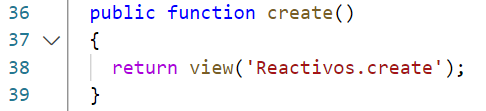 36 public function create()
37 {
38 return view('Reactivos.create');
39 }